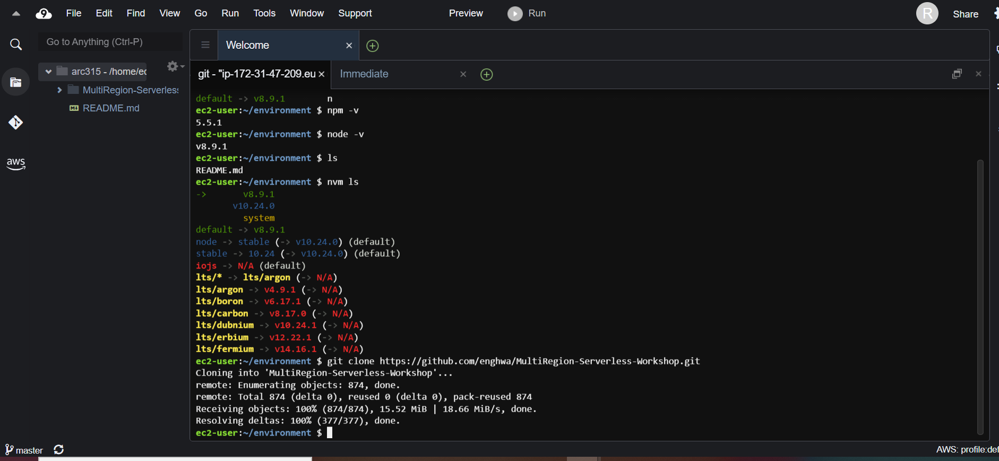 File Edit Find View Go Run Tools Window Support Preview Run R Share
Go to Anything (Ctrl-P)
Welcome
arc315 - /home/ec
git - "ip-172-31-47-209.eu
Immediate
MultiRegion-Serverless
README.md
aws
default -> v8.9.1 n
ec2-user:~/environment $ npm -v
5.5.1
ec2-user:~/environment $ node -v
v8.9.1
ec2-user:~/environment $ ls
README.md
ec2-user:~/environment $ nvm ls
-> v8.9.1
v10.24.0
system
default -> v8.9.1
node -> stable (-> v10.24.0) (default)
stable -> 10.24 (-> v10.24.0) (default)
iojs -> N/A (default)
lts/* -> lts/argon (-> N/A)
lts/argon -> v4.9.1 (-> N/A)
lts/boron -> v6.17.1 (-> N/A)
lts/carbon -> v8.17.0 (-> N/A)
lts/dubnium -> v10.24.1 (-> N/A)
lts/erbium -> v12.22.1 (-> N/A)
lts/fermium -> v14.16.1 (-> N/A)
ec2-user:~/environment $ git clone https://github.com/enghwa/MultiRegion-Serverless-Workshop.git
Cloning into 'MultiRegion-Serverless-Workshop'...
remote: Enumerating objects: 874, done.
remote: Total 874 (delta 0), reused 0 (delta 0), pack-reused 874
Receiving objects: 100% (874/874), 15.52 MiB | 18.66 MiB/s, done.
Resolving deltas: 100% (377/377), done.
ec2-user:~/environment $
master
AWS: profile:def